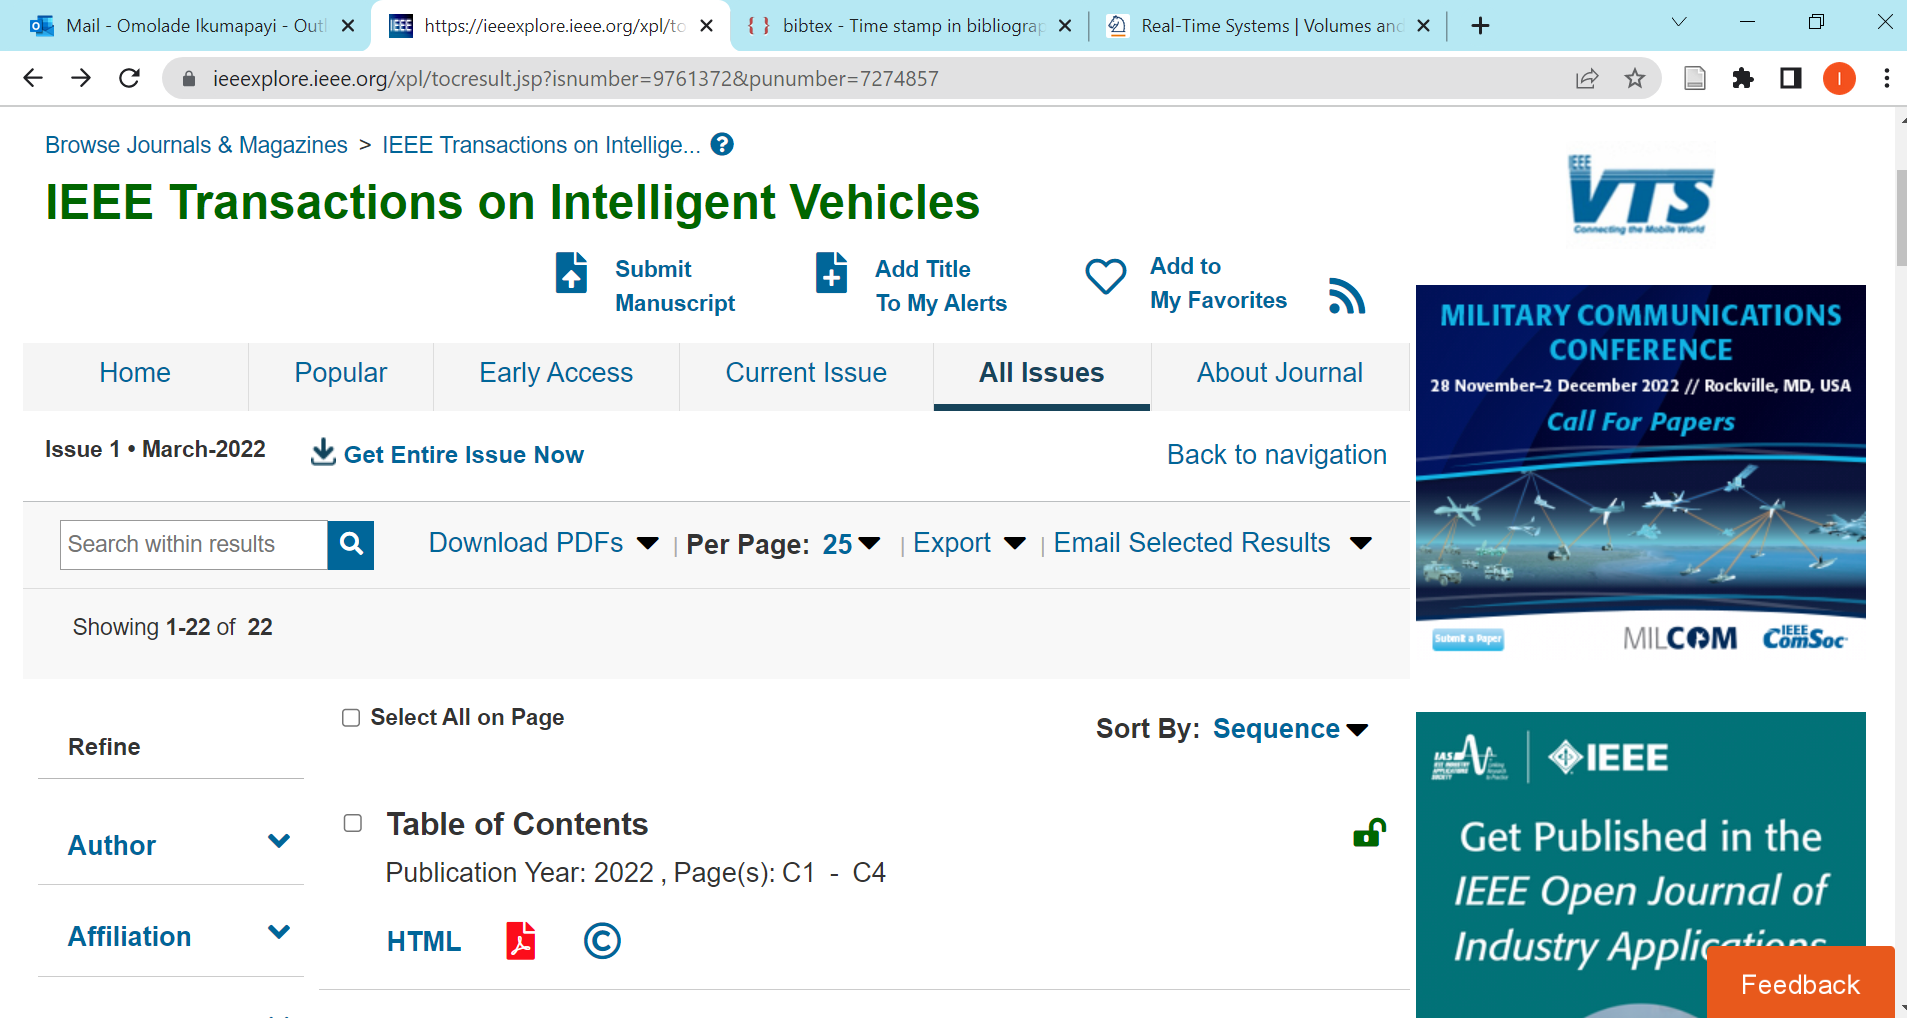 Mail - Omolade Ikumapayi - Outl
IEEE
https://ieeexplore.ieee.org/xpl/to
bibtex - Time stamp in bibliograp
Real-Time Systems | Volumes and
ieeexplore.ieee.org/xpl/tocresult.jsp?isnumber=9761372&punumber=7274857
I
Browse Journals & Magazines > IEEE Transactions on Intellige... ?
IEEE Transactions on Intelligent Vehicles
Submit
Manuscript
Add Title
To My Alerts
Add to
My Favorites
Home
Popular
Early Access
Current Issue
All Issues
About Journal
Issue 1 • March-2022
Get Entire Issue Now
Back to navigation
Search within results
Download PDFs
| Per Page: 25
| Export
| Email Selected Results
Showing 1-22 of 22
Refine
Select All on Page
Sort By: Sequence
Author
Affiliation
Table of Contents
Publication Year: 2022 , Page(s): C1 - C4
HTML
©
IEEE
VTS
Connecting the Mobile World
MILITARY COMMUNICATIONS
CONFERENCE
28 November–2 December 2022 // Rockville, MD, USA
Call For Papers
Submit a Paper
MILCOM
IEEE
ComSoc
IAS
IEEE
Get Published in the
IEEE Open Journal of
Industry Applications
Feedback